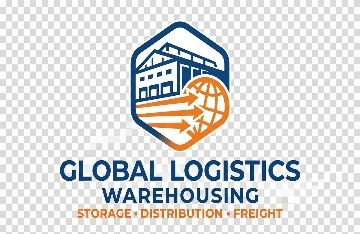 GLOBAL LOGISTICS
WAREHOUSING
STORAGE • DISTRIBUTION • FREIGHT